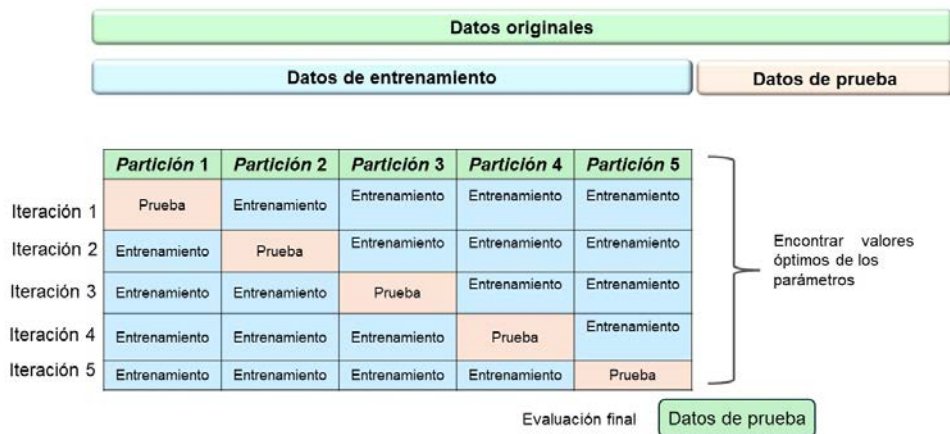 Datos originales
Datos de entrenamiento
Datos de prueba
Partición 1 Partición 2 Partición 3 Partición 4 Partición 5
Iteración 1 Prueba Entrenamiento Entrenamiento Entrenamiento Entrenamiento
Iteración 2 Entrenamiento Prueba Entrenamiento Entrenamiento Entrenamiento
Iteración 3 Entrenamiento Entrenamiento Prueba Entrenamiento Entrenamiento
Iteración 4 Entrenamiento Entrenamiento Entrenamiento Prueba Entrenamiento
Iteración 5 Entrenamiento Entrenamiento Entrenamiento Entrenamiento Prueba
Encontrar valores
óptimos de los
parámetros
Evaluación final Datos de prueba